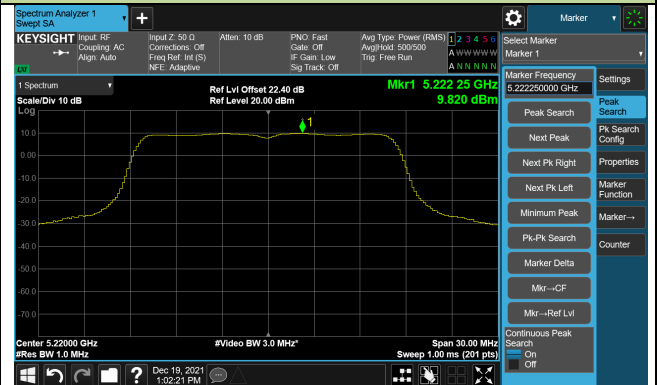 Spectrum Analyzer 1
Swept SA
Marker
KEYSIGHT
Input: RF
Coupling: AC
Align: Auto
Input Z: 50 Ω
Corrections: Off
Freq Ref: Int (S)
NFE: Adaptive
Atten: 10 dB
PNO: Fast
Gate: Off
IF Gain: Low
Sig Track: Off
Avg Type: Power (RMS)
Avg|Hold: 500/500
Trig: Free Run
1 2 3 4 5 6
A W W W W W
A N N N N N
LXI
Select Marker
Marker 1
1 Spectrum
Scale/Div 10 dB
Ref Lvl Offset 22.40 dB
Ref Level 20.00 dBm
Mkr1 5.222 25 GHz
9.820 dBm
Log
10.0
0.00
-10.0
-20.0
-30.0
-40.0
-50.0
-60.0
-70.0
1
Center 5.22000 GHz
#Res BW 1.0 MHz
#Video BW 3.0 MHz*
Span 30.00 MHz
Sweep 1.00 ms (201 pts)
Marker Frequency
5.222250000 GHz
Peak Search
Next Peak
Next Pk Right
Next Pk Left
Minimum Peak
Pk-Pk Search
Marker Delta
Mkr→CF
Mkr→Ref Lvl
Continuous Peak
Search
On
Off
Settings
Peak
Search
Pk Search
Config
Properties
Marker
Function
Marker→
Counter
?
Dec 19, 2021
1:02:21 PM